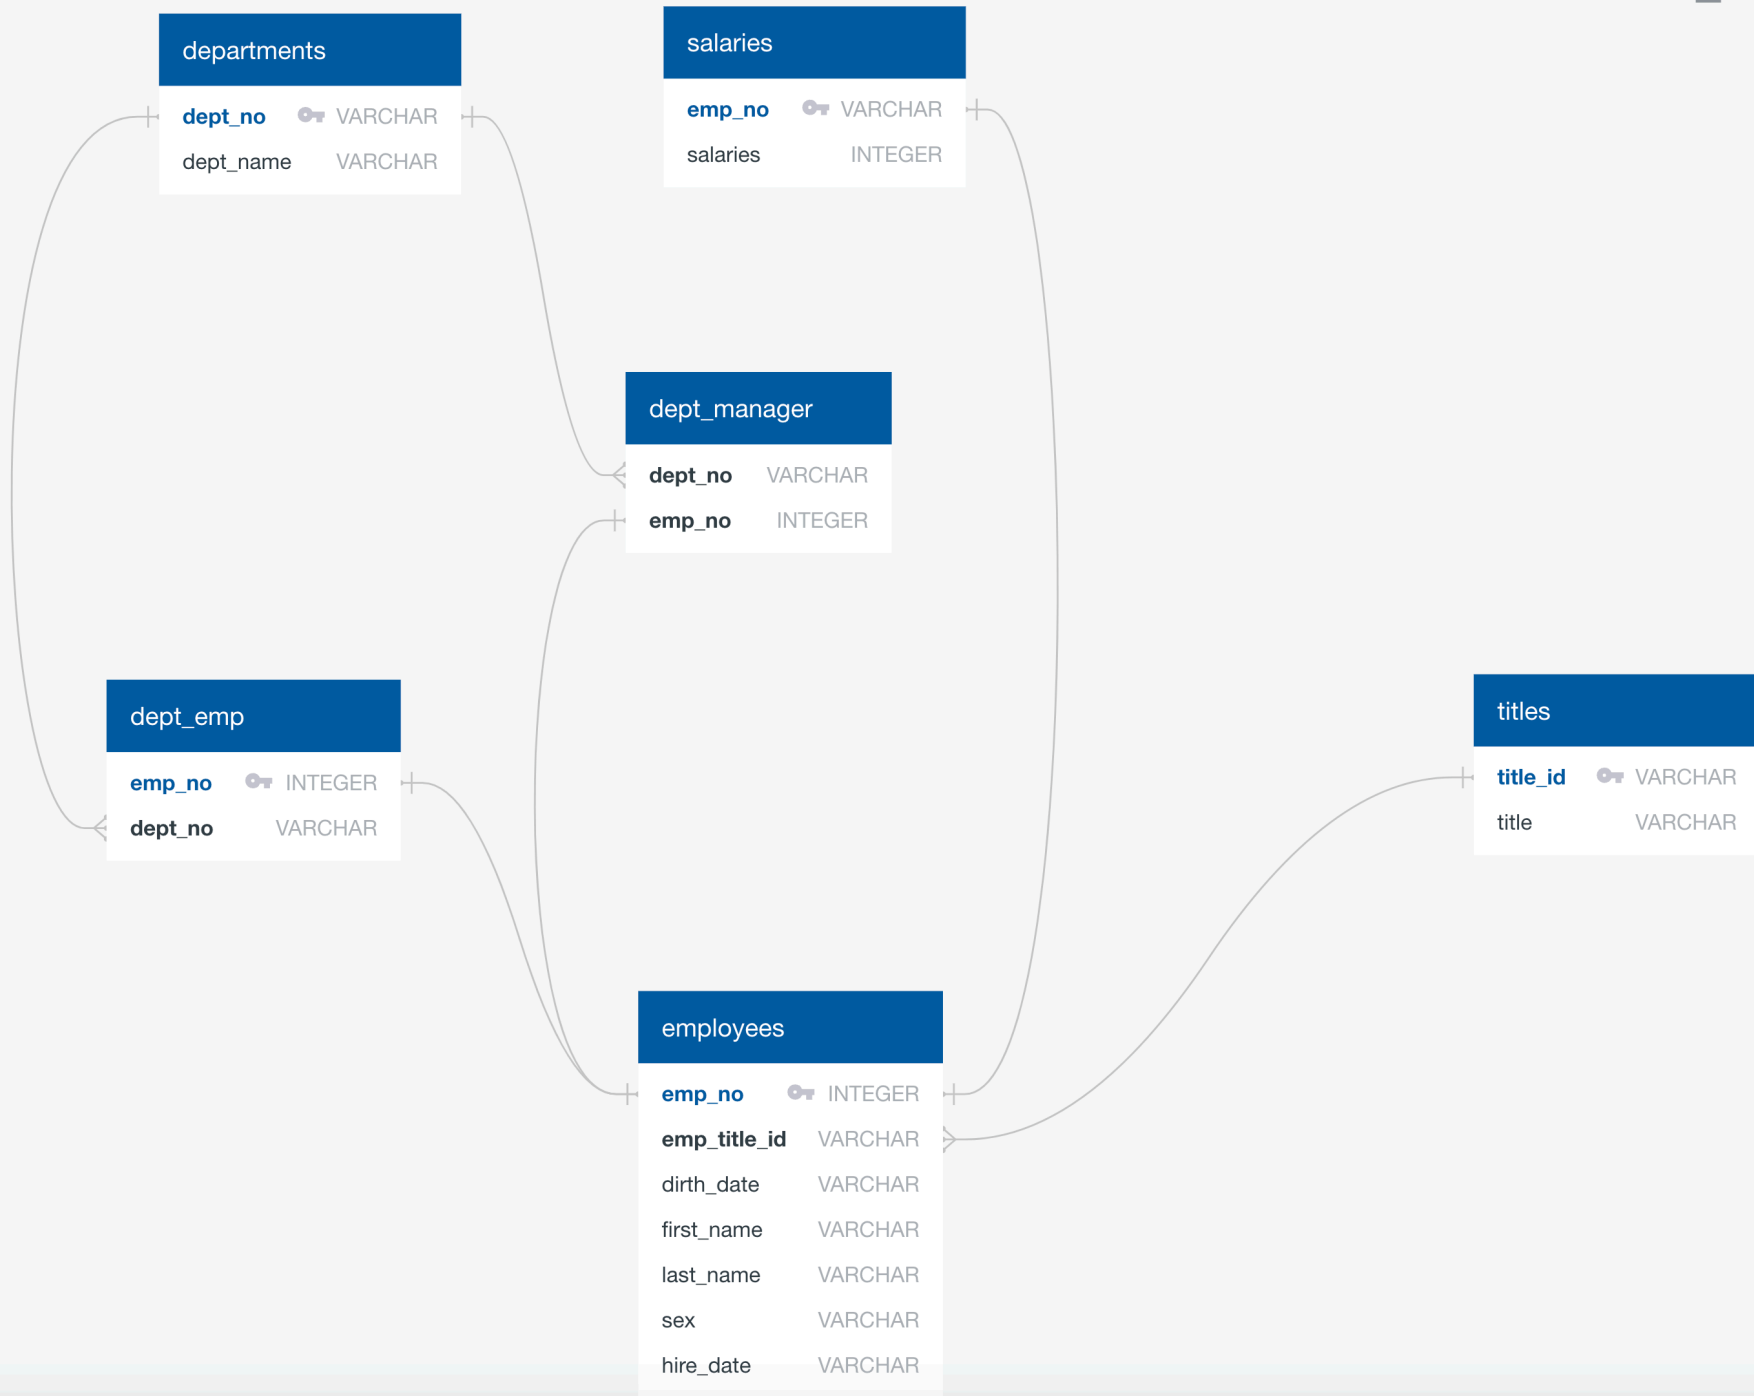 departments
dept_no VARCHAR
dept_name VARCHAR
salaries
emp_no VARCHAR
salaries INTEGER
dept_manager
dept_no VARCHAR
emp_no INTEGER
dept_emp
emp_no INTEGER
dept_no VARCHAR
titles
title_id VARCHAR
title VARCHAR
employees
emp_no INTEGER
emp_title_id VARCHAR
dirth_date VARCHAR
first_name VARCHAR
last_name VARCHAR
sex VARCHAR
hire_date VARCHAR